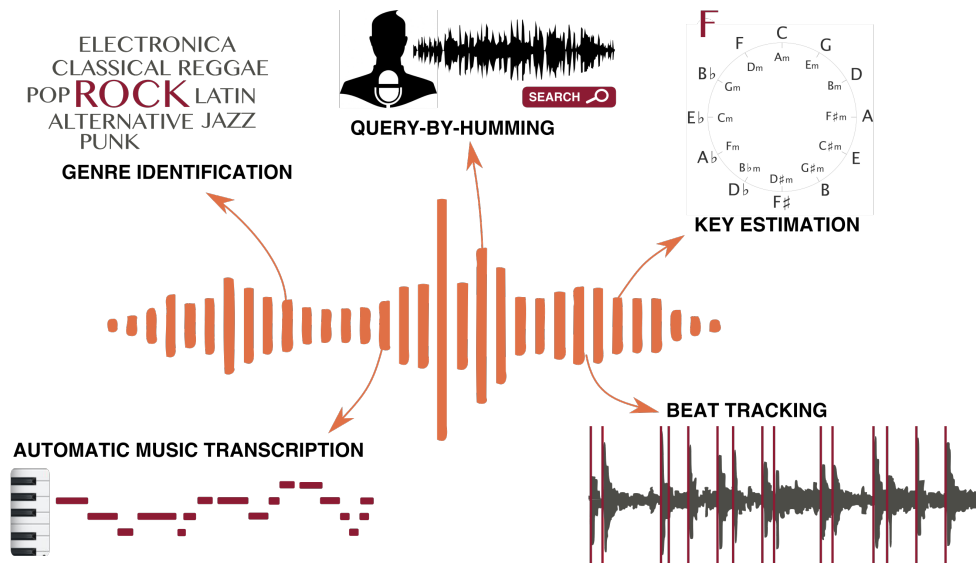 ELECTRONICA
CLASSICAL REGGAE
POP ROCK LATIN
ALTERNATIVE JAZZ
PUNK
GENRE IDENTIFICATION
SEARCH
QUERY-BY-HUMMING
F
C
F G
Am
Dm Em
B♭ D
Gm Bm
E♭ Cm F♯m A
Fm C♯m
A♭ E
B♭m G♯m
D♯m
D♭ B
F♯
KEY ESTIMATION
AUTOMATIC MUSIC TRANSCRIPTION
BEAT TRACKING